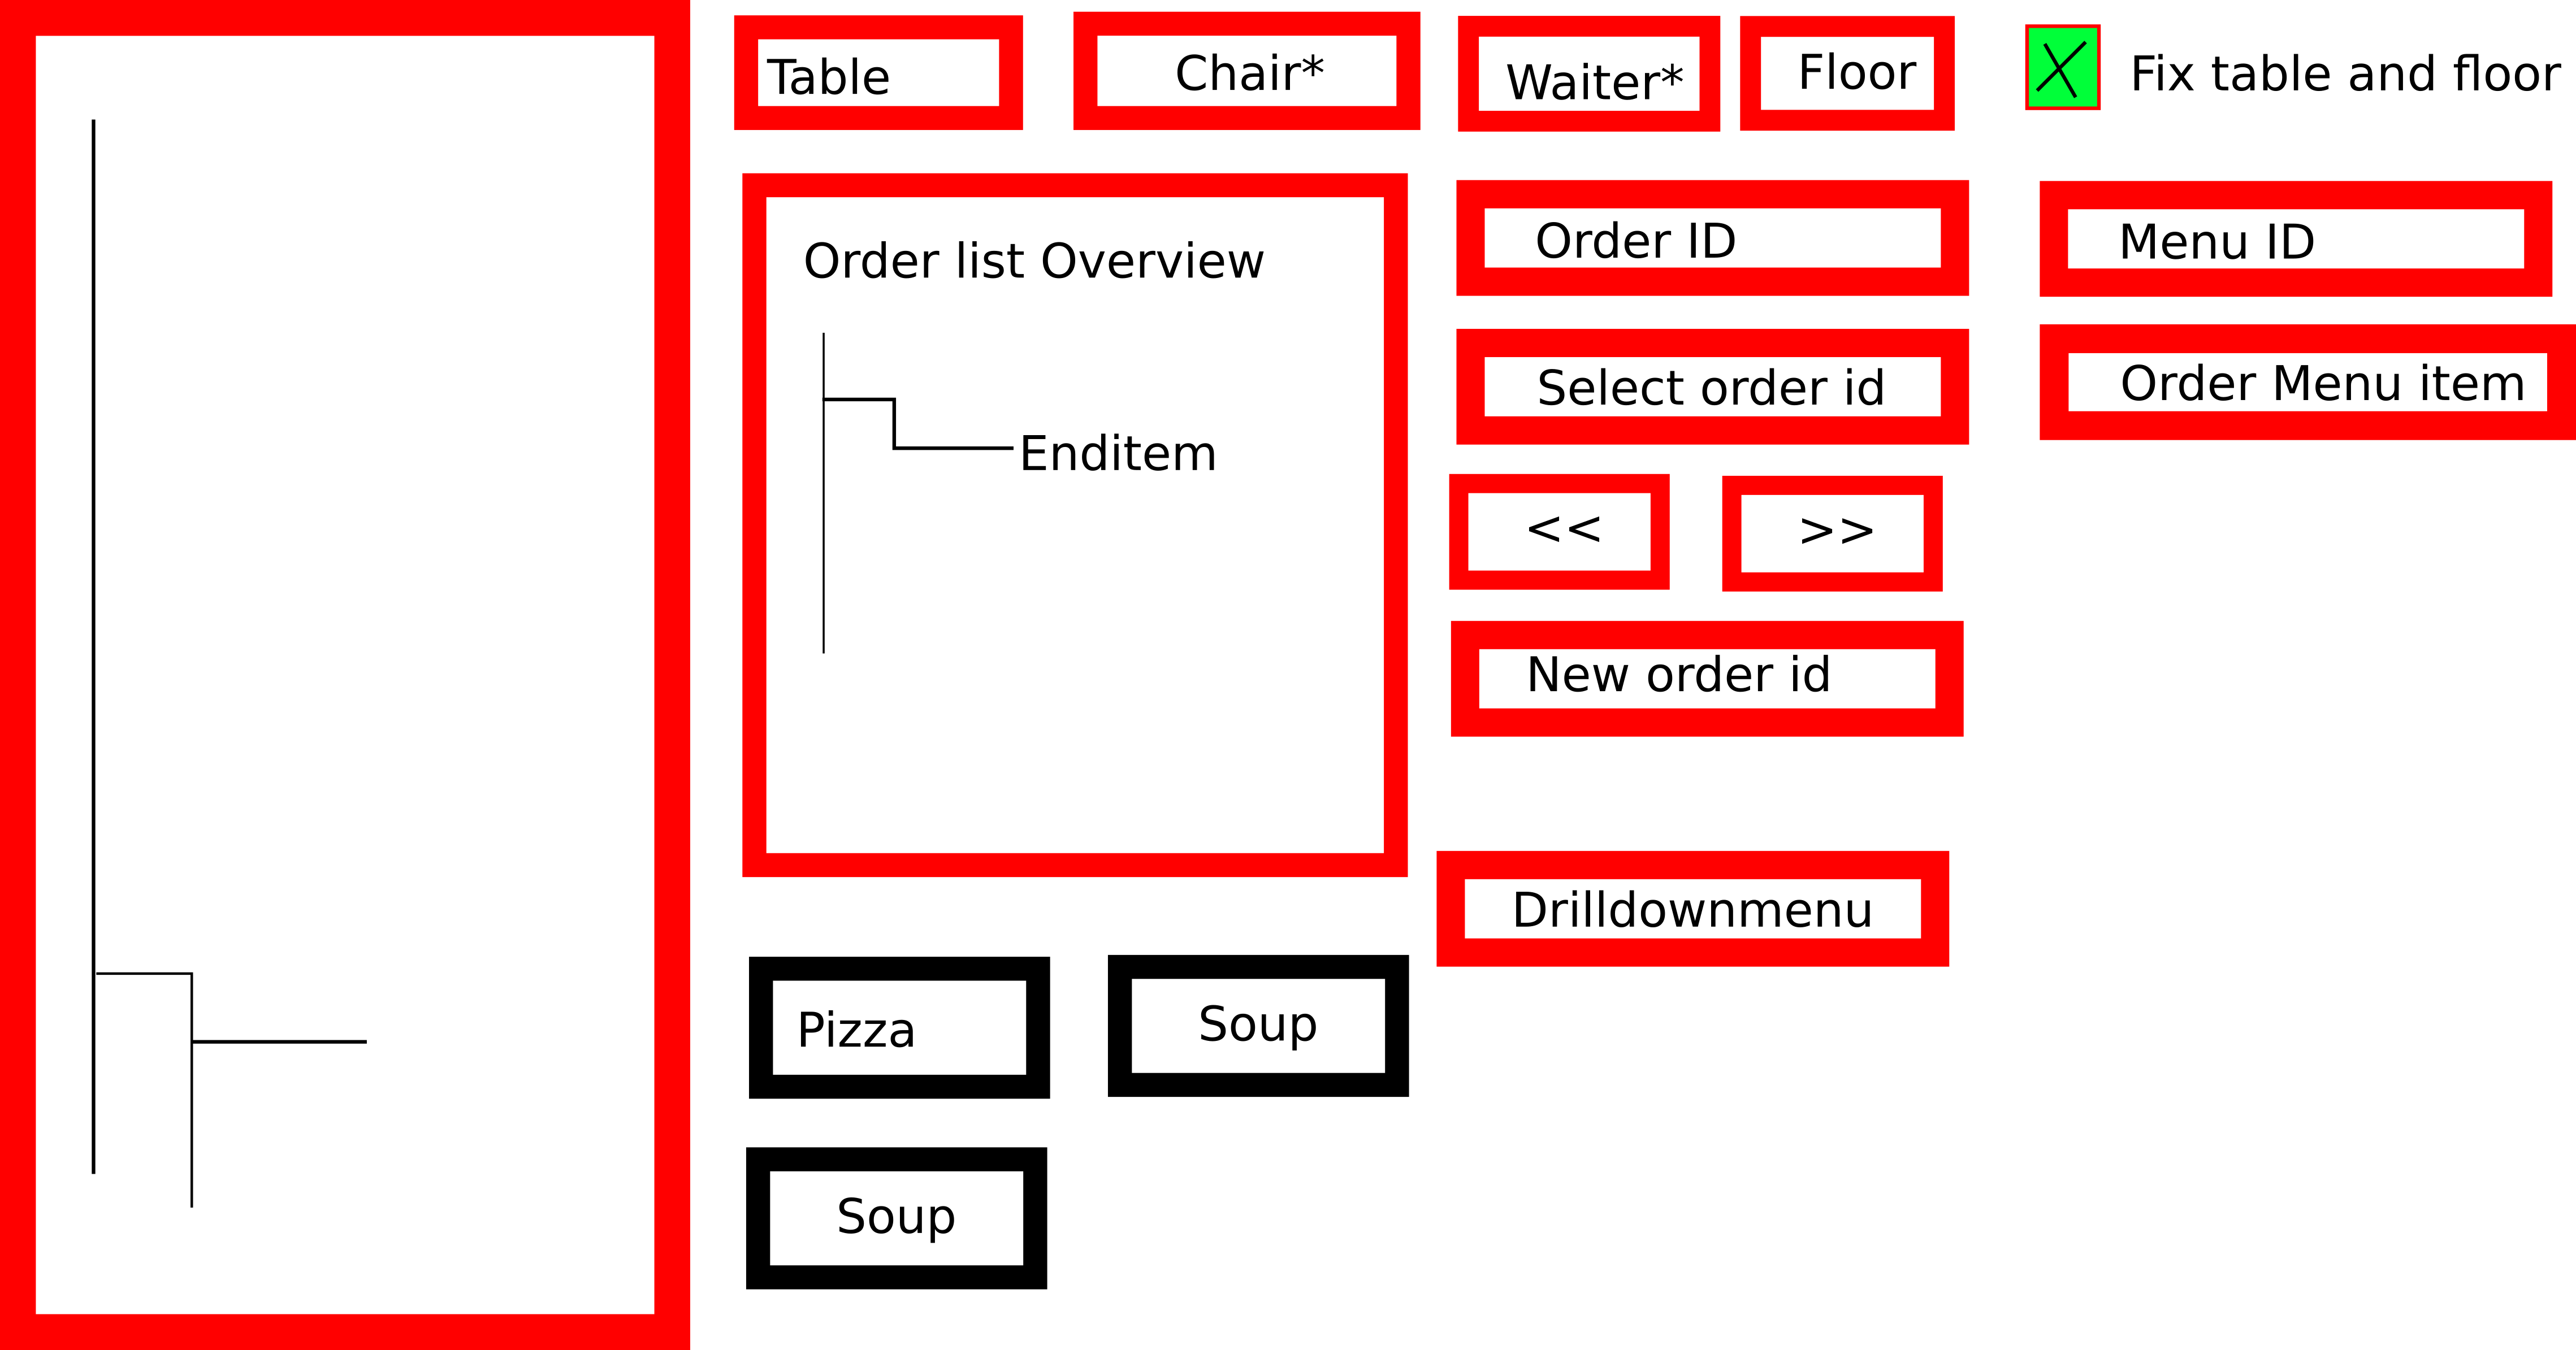 Table
Chair*
Waiter*
Floor
Fix table and floor
Order list Overview
Enditem
Order ID
Menu ID
Select order id
Order Menu item
<<
>>
New order id
Drilldownmenu
Pizza
Soup
Soup